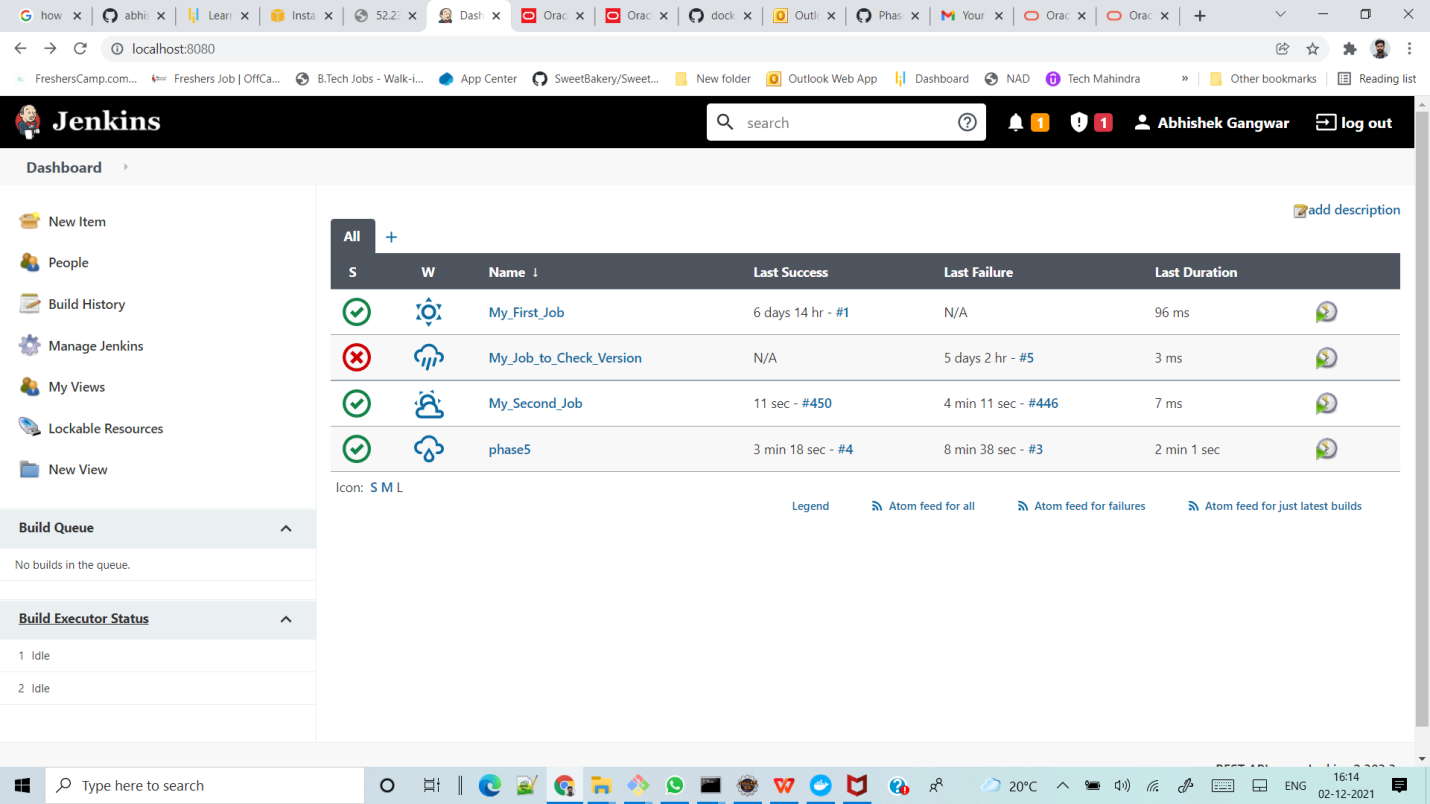 how
abhis
Learn
Insta
52.23
Dash
Orac
Orac
dock
Outlo
Phas
Your
Orac
Orac
localhost:8080
FreshersCamp.com...
Freshers Job | OffCa...
B.Tech Jobs - Walk-i...
App Center
SweetBakery/Sweet...
New folder
Outlook Web App
Dashboard
NAD
Tech Mahindra
»
Other bookmarks
Reading list
Jenkins
search
1
1
Abhishek Gangwar
log out
Dashboard
New Item
People
Build History
Manage Jenkins
My Views
Lockable Resources
New View
Build Queue
No builds in the queue.
Build Executor Status
1 Idle
2 Idle
add description
All +
S W Name ↓ Last Success Last Failure Last Duration
My_First_Job 6 days 14 hr - #1 N/A 96 ms
My_Job_to_Check_Version N/A 5 days 2 hr - #5 3 ms
My_Second_Job 11 sec - #450 4 min 11 sec - #446 7 ms
phase5 3 min 18 sec - #4 8 min 38 sec - #3 2 min 1 sec
Icon: S M L
Legend Atom feed for all Atom feed for failures Atom feed for just latest builds
Type here to search
20°C
ENG
16:14
02-12-2021